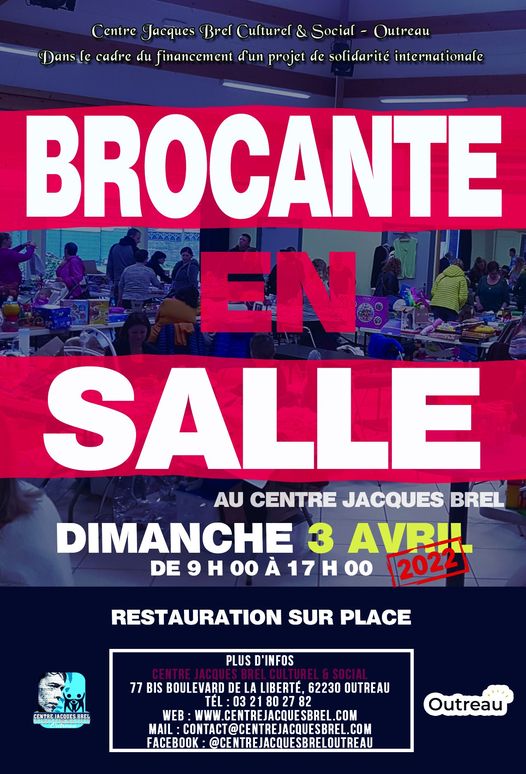 Centre Jacques Brel Culturel & Social - Outreau
Dans le cadre du financement d'un projet de solidarité internationale
BROCANTE
EN
SALLE
AU CENTRE JACQUES BREL
DIMANCHE 3 AVRIL
2022
DE 9 H 00 À 17 H 00
RESTAURATION SUR PLACE
PLUS D'INFOS
CENTRE JACQUES BREL CULTUREL & SOCIAL
77 BIS BOULEVARD DE LA LIBERTÉ, 62230 OUTREAU
TÉL : 03 21 80 27 82
WEB : WWW.CENTREJACQUESBREL.COM
MAIL : CONTACT@CENTREJACQUESBREL.COM
FACEBOOK : @CENTREJACQUESBRELOUTREAU
CENTRE JACQUES BREL
Outreau